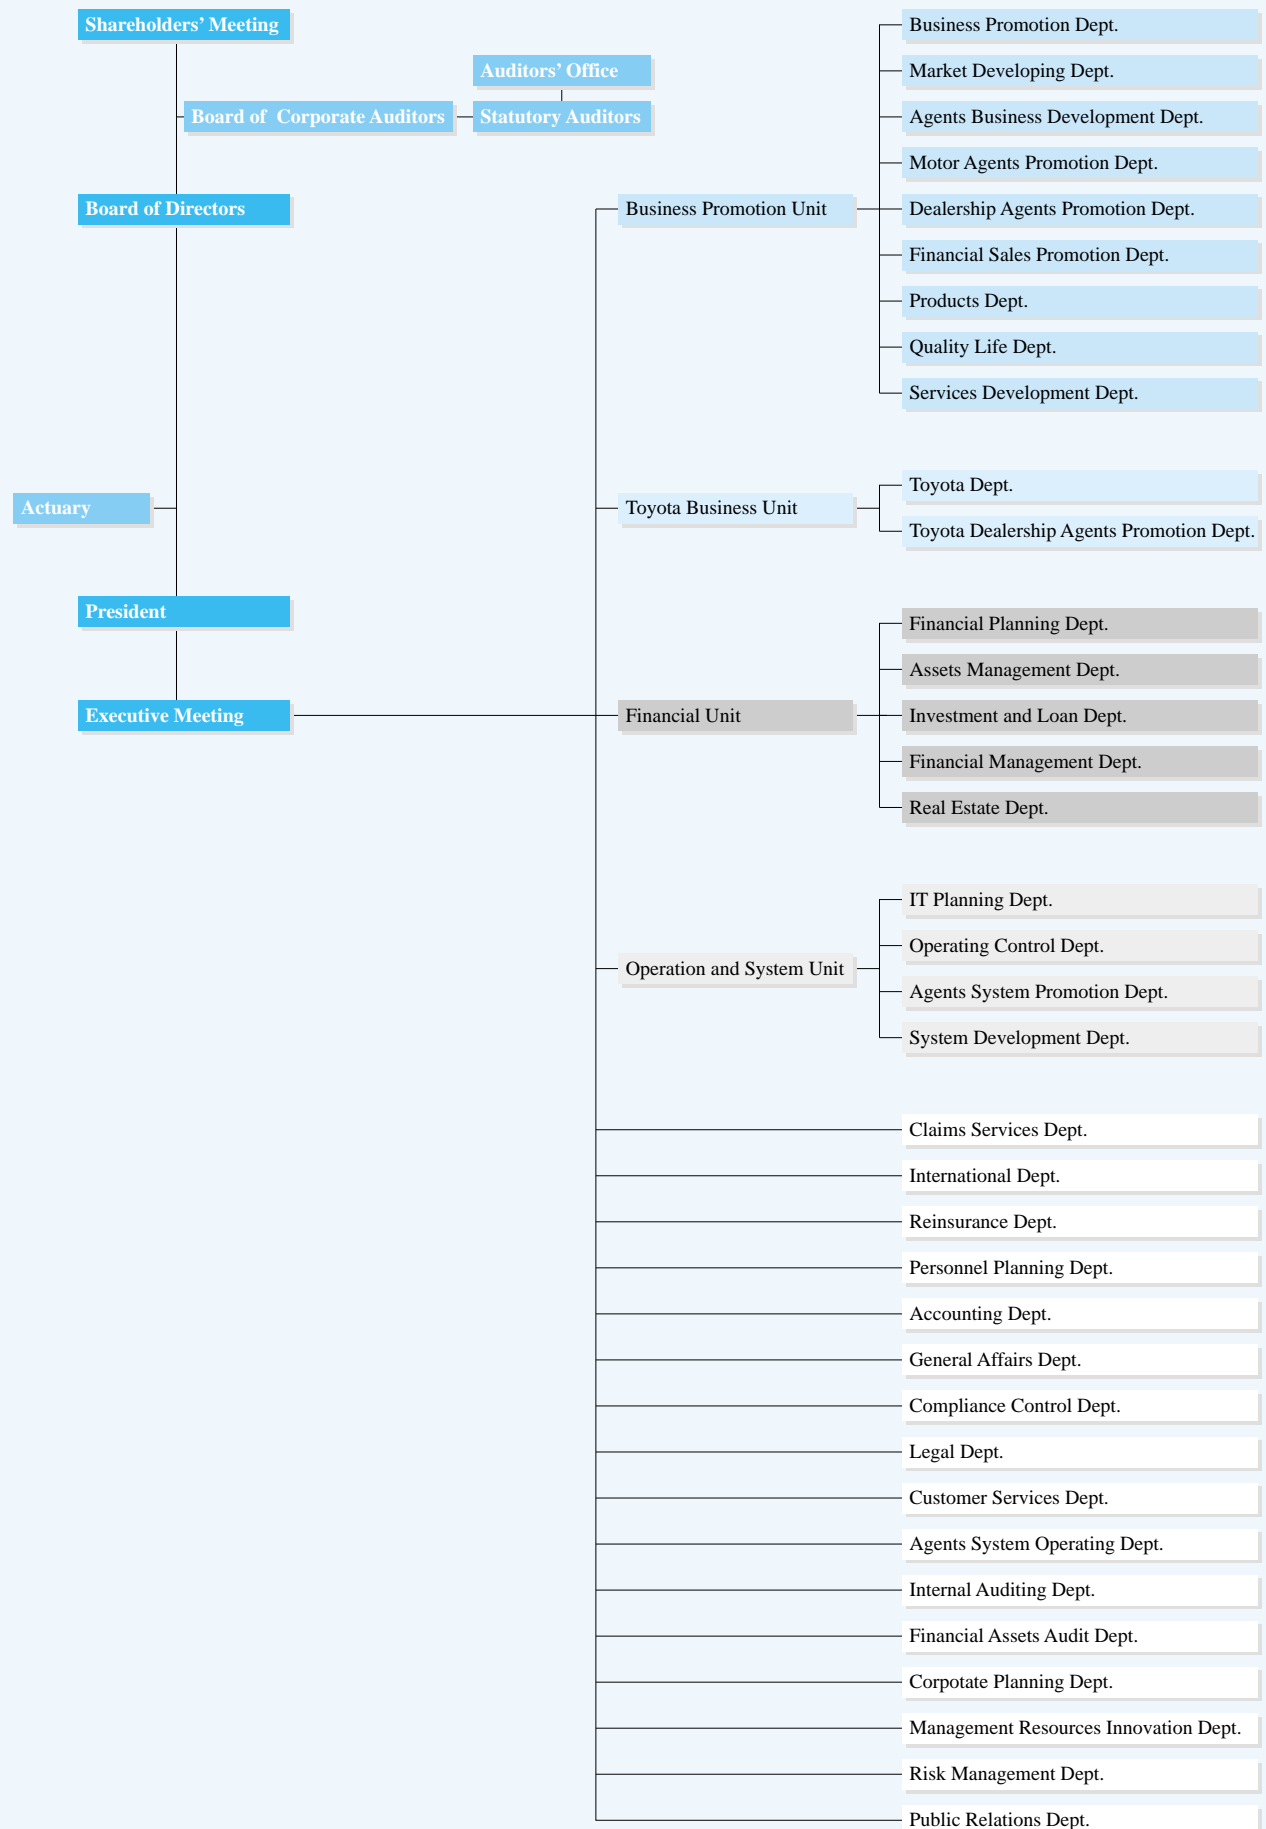 Shareholders’ Meeting
Auditors’ Office
Board of  Corporate Auditors
Statutory Auditors
Board of Directors
Actuary
President
Executive Meeting
Business Promotion Unit
Business Promotion Dept.
Market Developing Dept.
Agents Business Development Dept.
Motor Agents Promotion Dept.
Dealership Agents Promotion Dept.
Financial Sales Promotion Dept.
Products Dept.
Quality Life Dept.
Services Development Dept.
Toyota Business Unit
Toyota Dept.
Toyota Dealership Agents Promotion Dept.
Financial Unit
Financial Planning Dept.
Assets Management Dept.
Investment and Loan Dept.
Financial Management Dept.
Real Estate Dept.
Operation and System Unit
IT Planning Dept.
Operating Control Dept.
Agents System Promotion Dept.
System Development Dept.
Claims Services Dept.
International Dept.
Reinsurance Dept.
Personnel Planning Dept.
Accounting Dept.
General Affairs Dept.
Compliance Control Dept.
Legal Dept.
Customer Services Dept.
Agents System Operating Dept.
Internal Auditing Dept.
Financial Assets Audit Dept.
Corpotate Planning Dept.
Management Resources Innovation Dept.
Risk Management Dept.
Public Relations Dept.